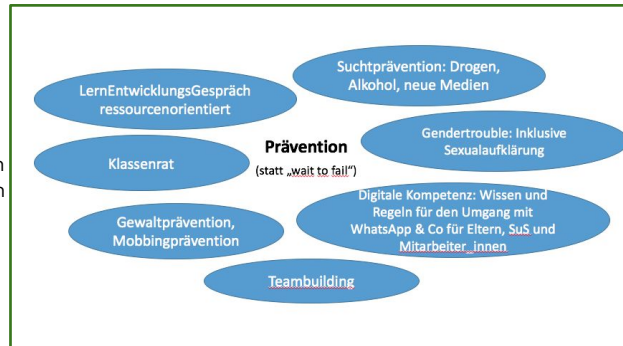 LernEntwicklungsGespräch
ressourcenorientiert
Suchtprävention: Drogen,
Alkohol, neue Medien
Klassenrat
Prävention
(statt „wait to fail“)
Gendertrouble: Inklusive
Sexualaufklärung
Gewaltprävention,
Mobbingprävention
Digitale Kompetenz: Wissen und
Regeln für den Umgang mit
WhatsApp & Co für Eltern, SuS und
Mitarbeiter_innen
Teambuilding